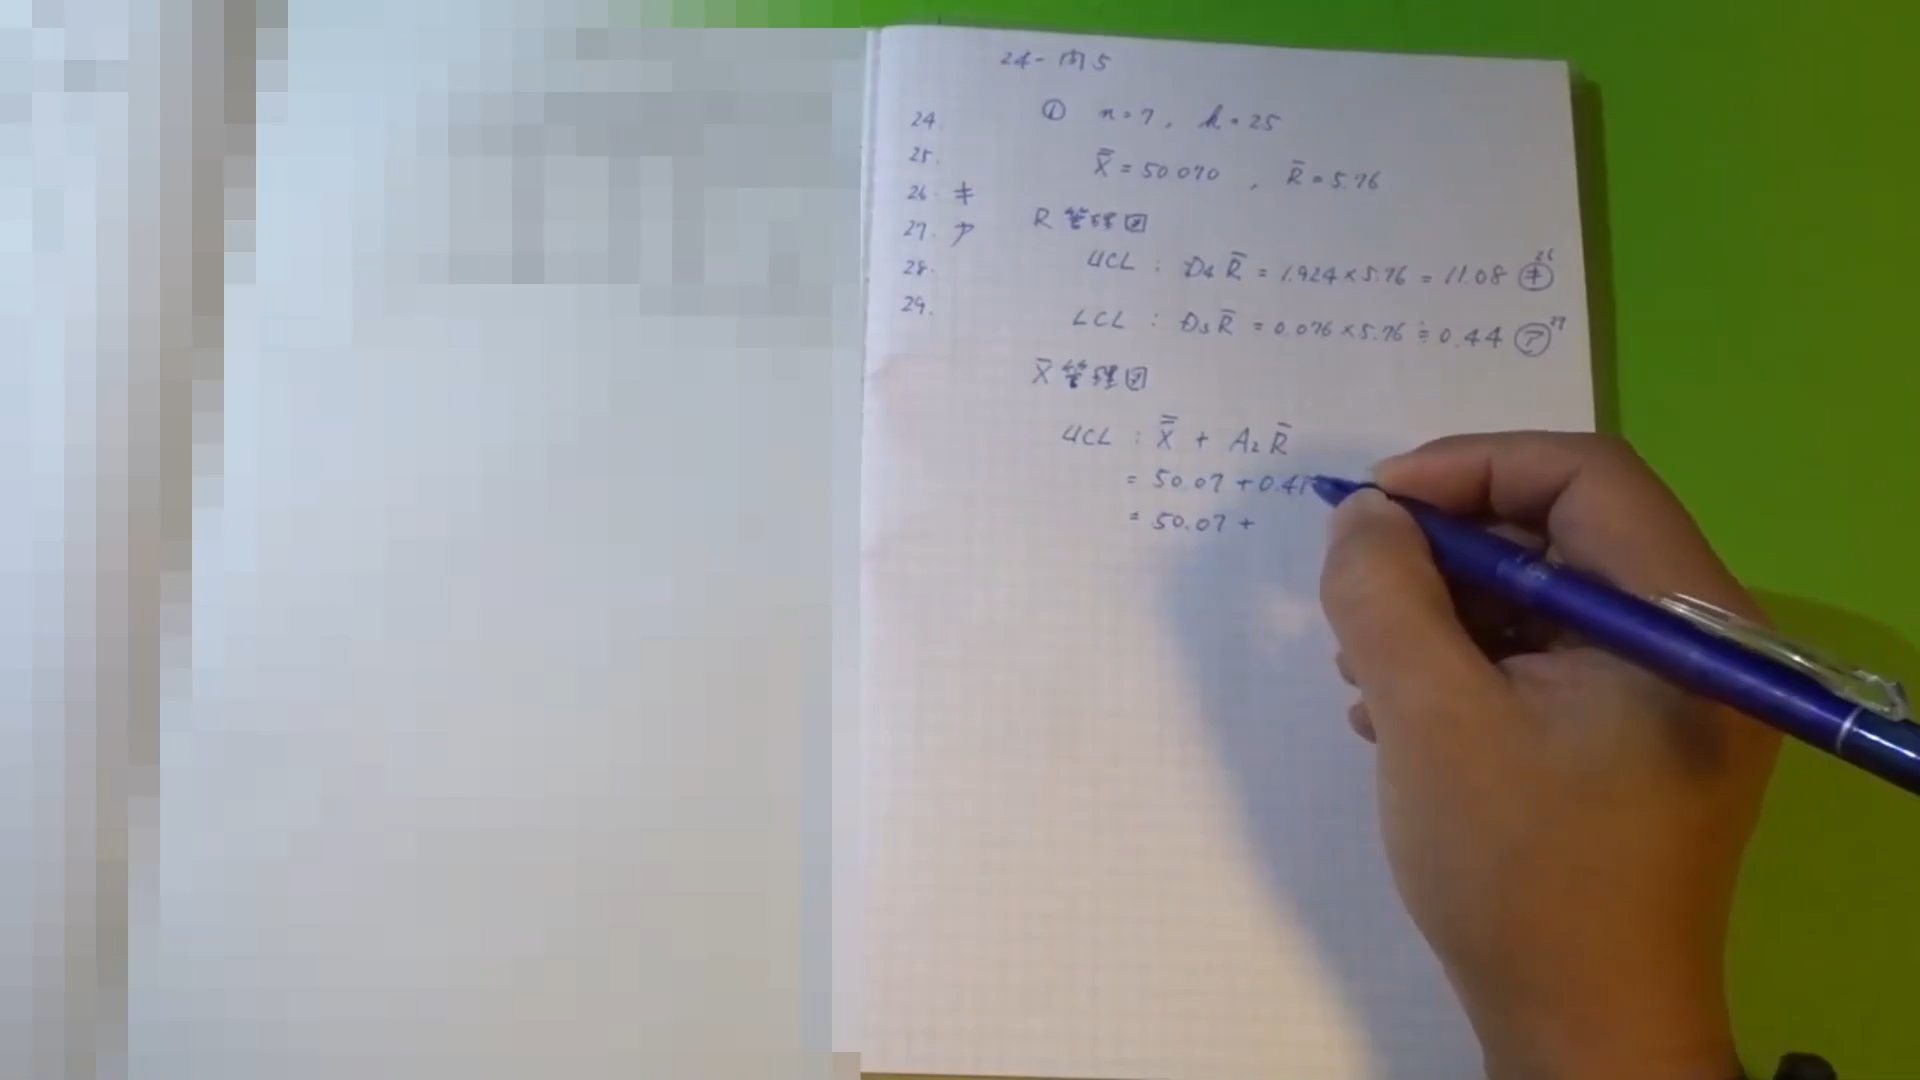 24-問5
① n=7, k=25
X̿ = 50.070 , R̄ = 5.76
24.
25.
26. キ
27. ア
28.
29.
R管理図
UCL : D₄R̄ = 1.924×5.76 = 11.08 キ 26
LCL : D₃R̄ = 0.076×5.76 ≒ 0.44 ア 27
X̄管理図
UCL : X̿ + A₂R̄
= 50.07 + 0.41
= 50.07 +